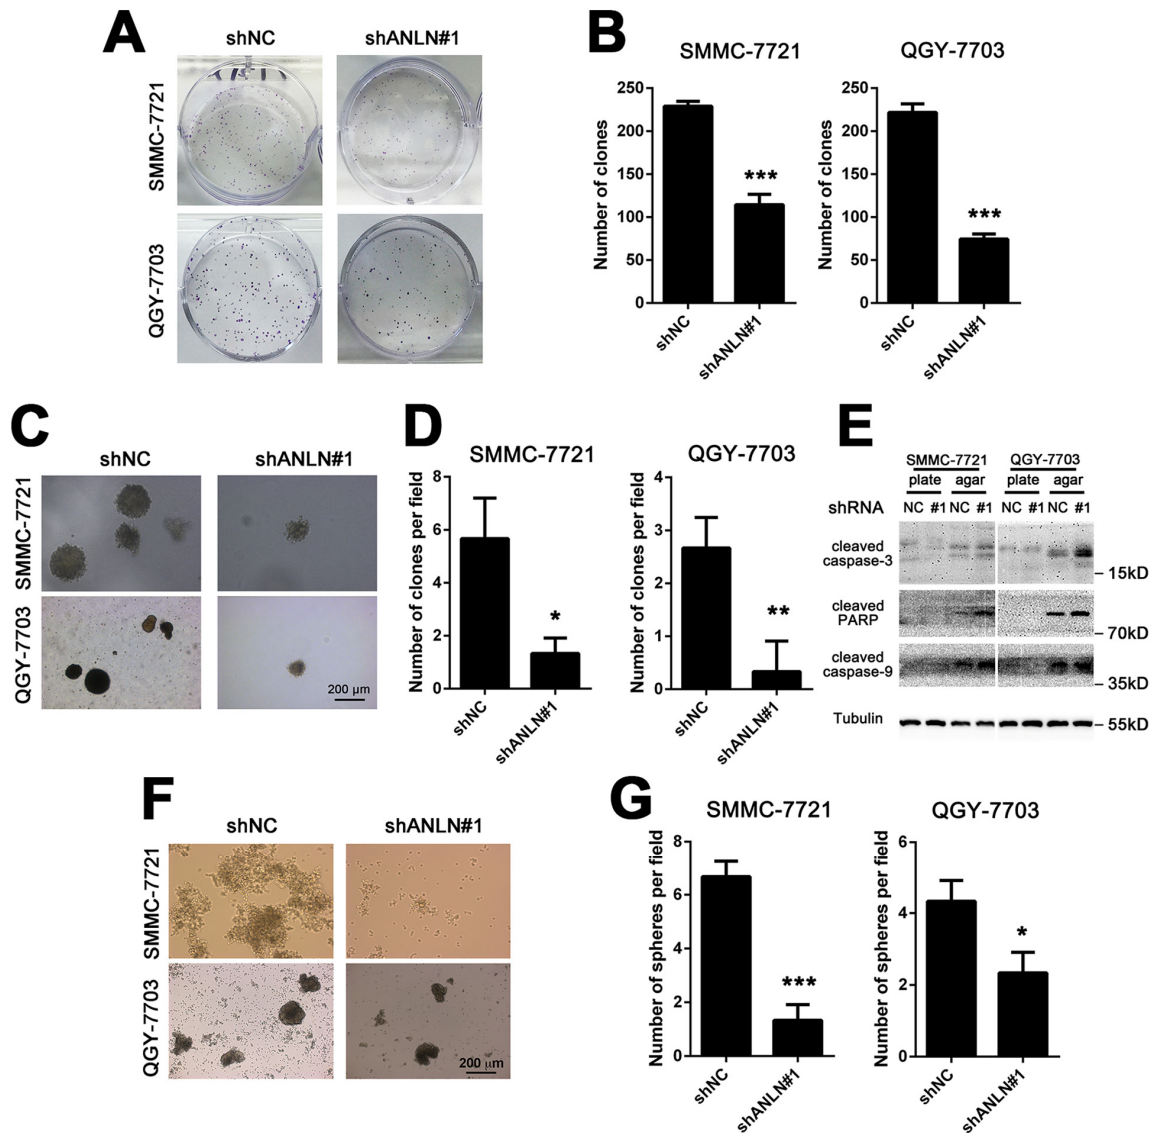 A
shNC
shANLN#1
SMMC-7721
QGY-7703
B
SMMC-7721
QGY-7703
Number of clones
250
200
150
100
50
0
***
shNC
shANLN#1
Number of clones
250
200
150
100
50
0
***
shNC
shANLN#1
C
shNC
shANLN#1
SMMC-7721
QGY-7703
200 µm
D
SMMC-7721
QGY-7703
Number of clones per field
8
6
4
2
0
*
shNC
shANLN#1
Number of clones per field
4
3
2
1
0
**
shNC
shANLN#1
E
SMMC-7721 QGY-7703
plate agar plate agar
shRNA NC #1 NC #1 NC #1 NC #1
cleaved
caspase-3
15kD
cleaved
PARP
70kD
cleaved
caspase-9
35kD
Tubulin
55kD
F
shNC
shANLN#1
SMMC-7721
QGY-7703
200 µm
G
SMMC-7721
QGY-7703
Number of spheres per field
8
6
4
2
0
***
shNC
shANLN#1
Number of spheres per field
6
4
2
0
*
shNC
shANLN#1